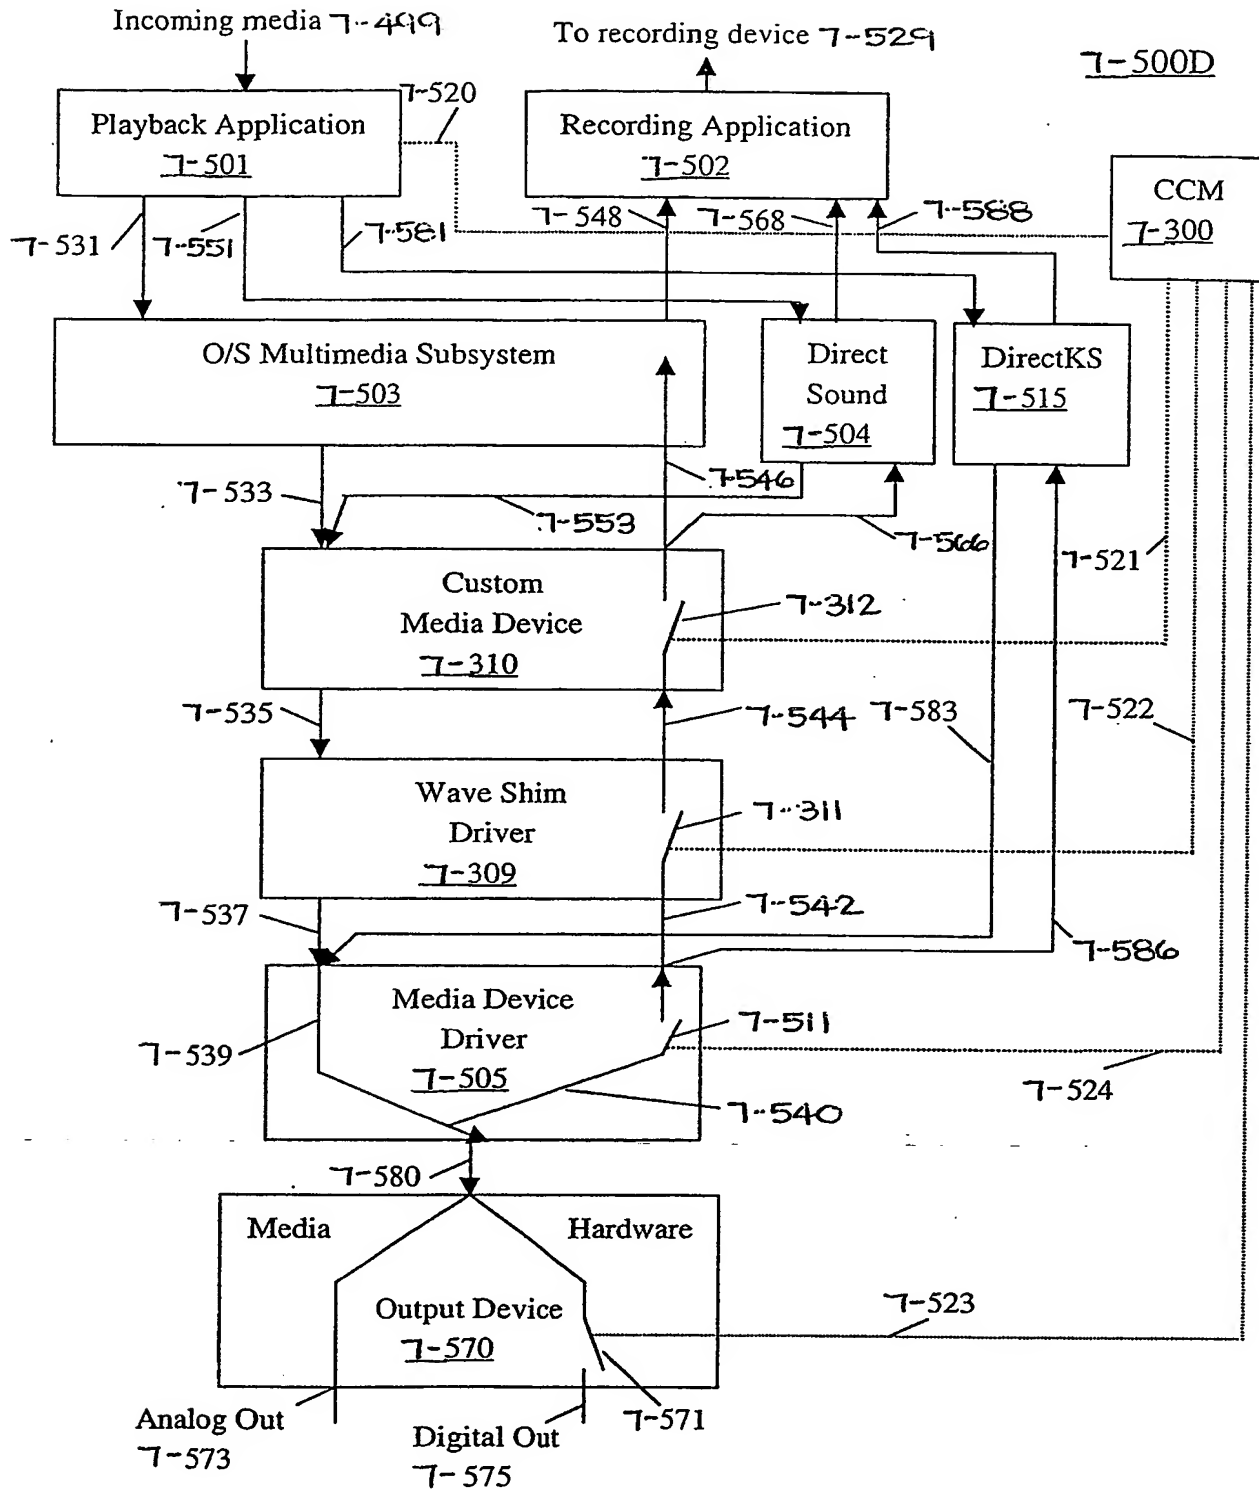 Incoming media 7-499
To recording device 7-529
7-500D
7-520
Playback Application
7-501
Recording Application
7-502
CCM
7-300
7-531
7-551
7-581
7-548
7-568
7-588
O/S Multimedia Subsystem
7-503
Direct
Sound
7-504
DirectKS
7-515
7-533
7-553
7-546
7-566
7-521
Custom
Media Device
7-310
7-312
7-535
7-544
7-583
7-522
Wave Shim
Driver
7-309
7-311
7-537
7-542
7-586
Media Device
Driver
7-505
7-511
7-539
7-540
7-524
7-580
Media
Hardware
Output Device
7-570
7-523
Analog Out
7-573
Digital Out
7-575
7-571